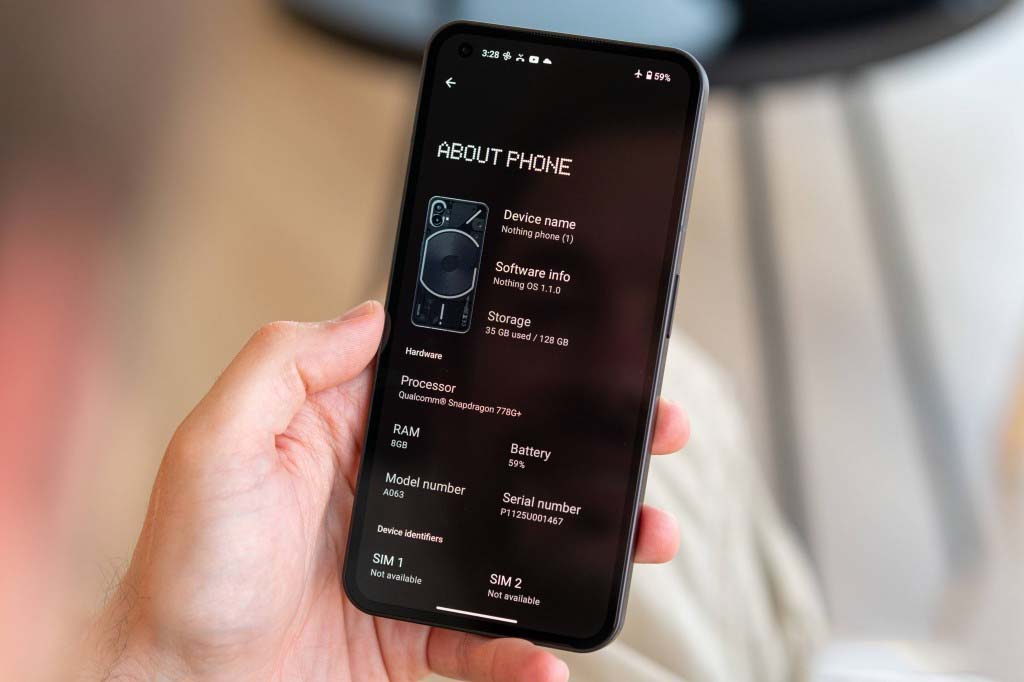 3:28
59%
ABOUT PHONE
Device name
Nothing phone (1)
Software info
Nothing OS 1.1.0
Storage
35 GB used / 128 GB
Hardware
Processor
Qualcomm® Snapdragon 778G+
RAM
8GB
Battery
59%
Model number
A063
Serial number
P1125U001467
Device identifiers
SIM 1
Not available
SIM 2
Not available